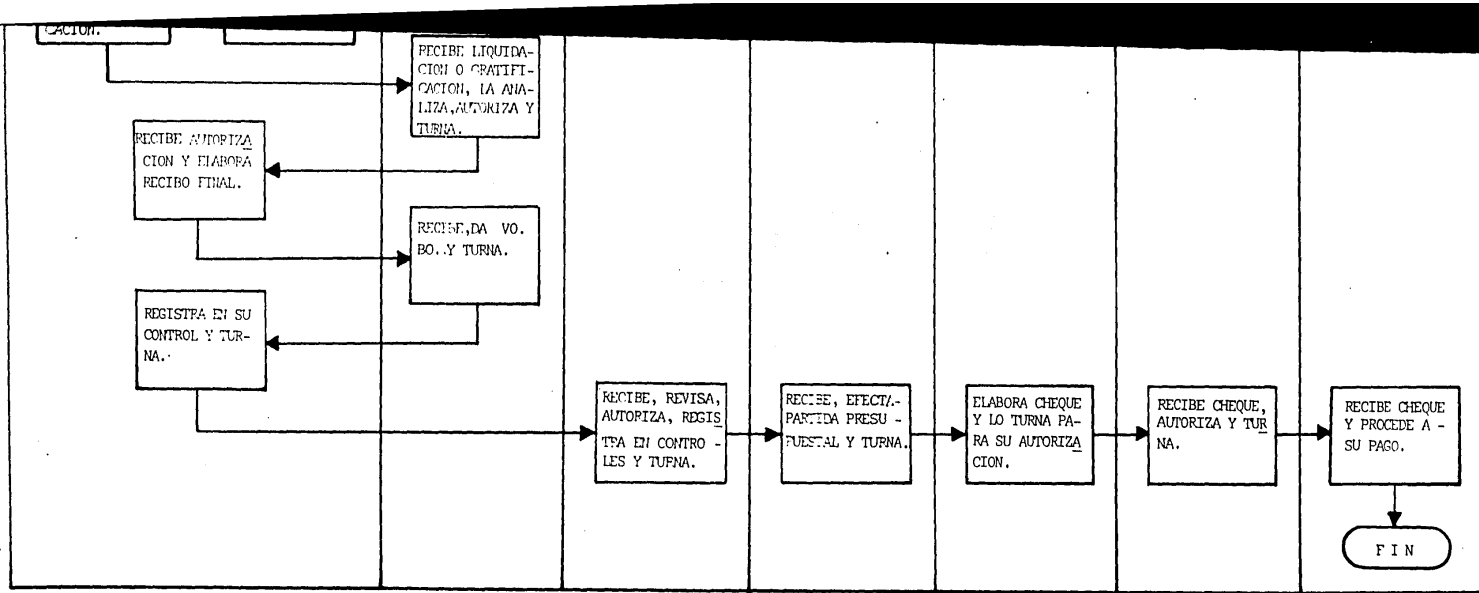 CACION.
RECIBE LIQUIDA-
CION O GRATIFI-
CACION, LA ANA-
LIZA,AUTORIZA Y
TURNA.
RECIBE AUTORIZA
CION Y ELABORA
RECIBO FINAL.
RECIBE,DA VO.
BO..Y TURNA.
REGISTRA EN SU
CONTROL Y TUR-
NA.
RECIBE, REVISA,
AUTORIZA, REGIS
TRA EN CONTRO -
LES Y TURNA.
RECIBE, EFECTA-
PARTIDA PRESU -
PUESTAL Y TURNA.
ELABORA CHEQUE
Y LO TURNA PA-
RA SU AUTORIZA
CION.
RECIBE CHEQUE,
AUTORIZA Y TUR
NA.
RECIBE CHEQUE
Y PROCEDE A -
SU PAGO.
F I N